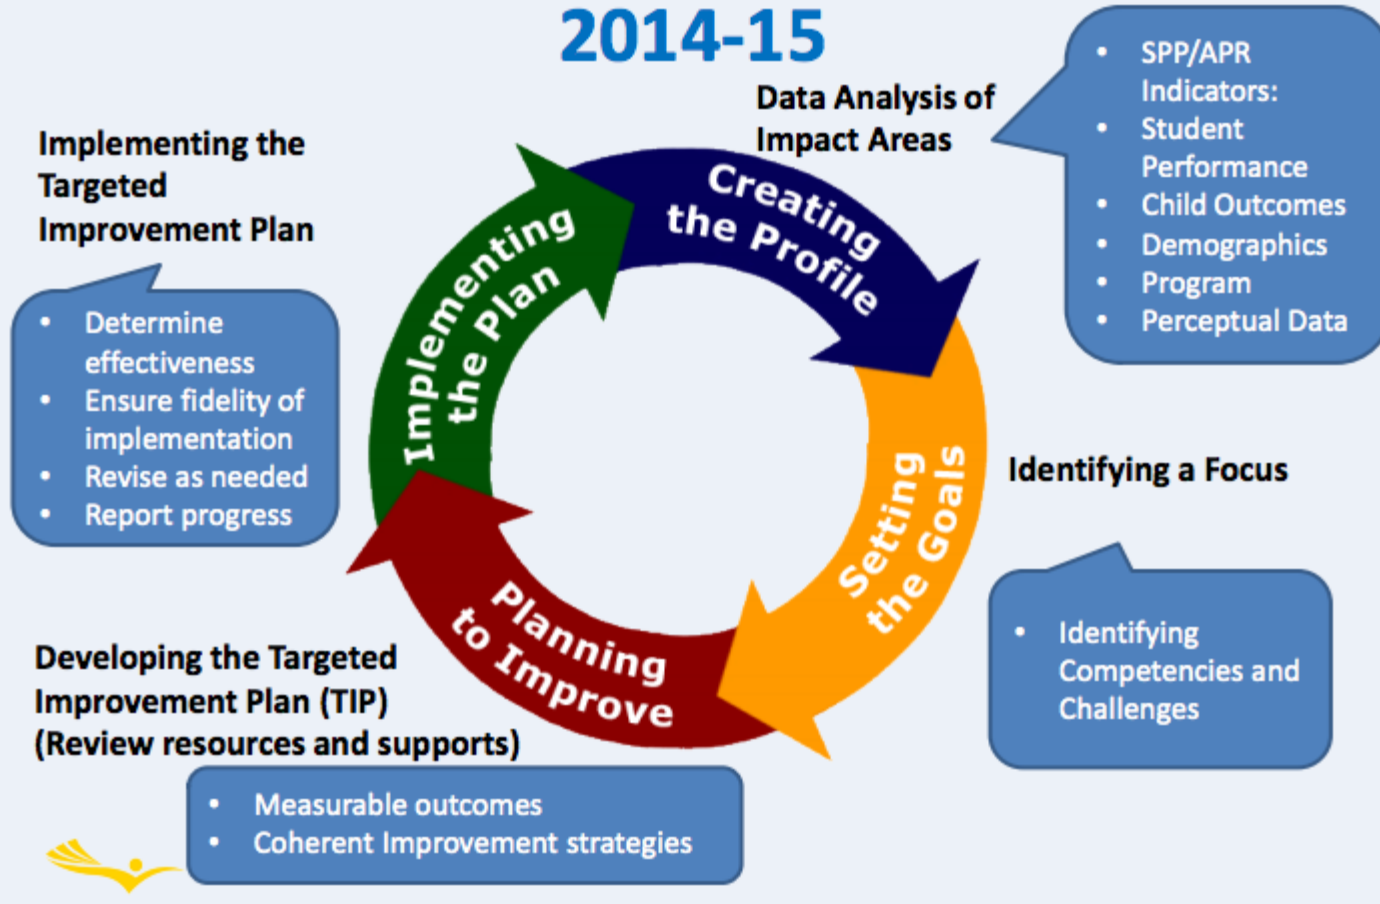 2014-15
Data Analysis of
Impact Areas
• SPP/APR
Indicators:
• Student
Performance
• Child Outcomes
• Demographics
• Program
• Perceptual Data
Creating
the Profile
Setting
the Goals
Identifying a Focus
• Identifying
Competencies and
Challenges
Planning
to Improve
Developing the Targeted
Improvement Plan (TIP)
(Review resources and supports)
• Measurable outcomes
• Coherent Improvement strategies
Implementing
the Plan
Implementing the
Targeted
Improvement Plan
• Determine
effectiveness
• Ensure fidelity of
implementation
• Revise as needed
• Report progress